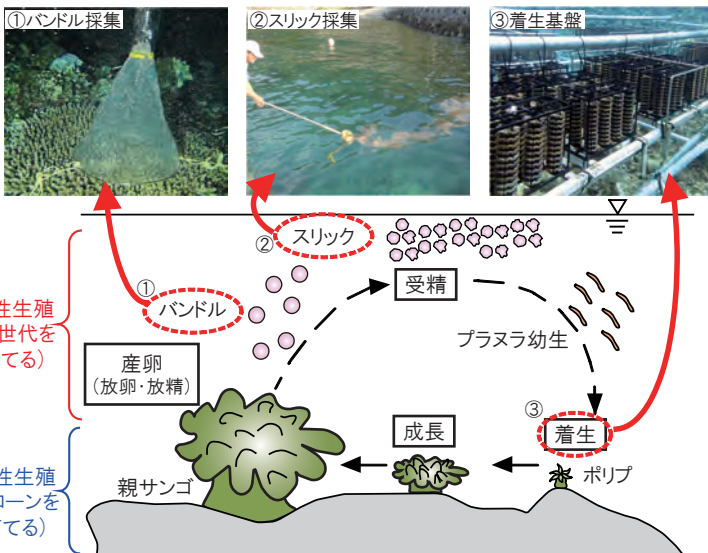 ①バンドル採集
②スリック採集
③着生基盤
②
スリック
①
バンドル
受精
プラヌラ幼生
性生殖
世代を
てる)
産卵
(放卵・放精)
③
着生
成長
親サンゴ
ポリプ
性生殖
ローンを
てる)